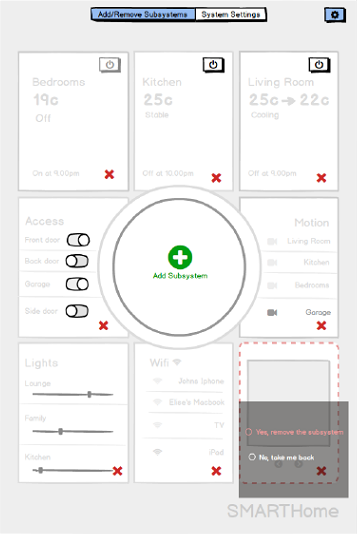 Add/Remove Subsystems System Settings
Bedrooms Kitchen Living Room
19c 25c 25c 22c
Off Stable Cooling
On at 9.00pm Off at 10.00pm Off at 9.00pm
Access
Front door
Back door
Garage
Side door
Add Subsystem
Motion
Living Room
Kitchen
Bedrooms
Garage
Lights
Lounge
Family
Kitchen
Wifi
Johns Iphone
Elise's Macbook
TV
iPad
Yes, remove the subsystem
No, take me back
SMARTHome